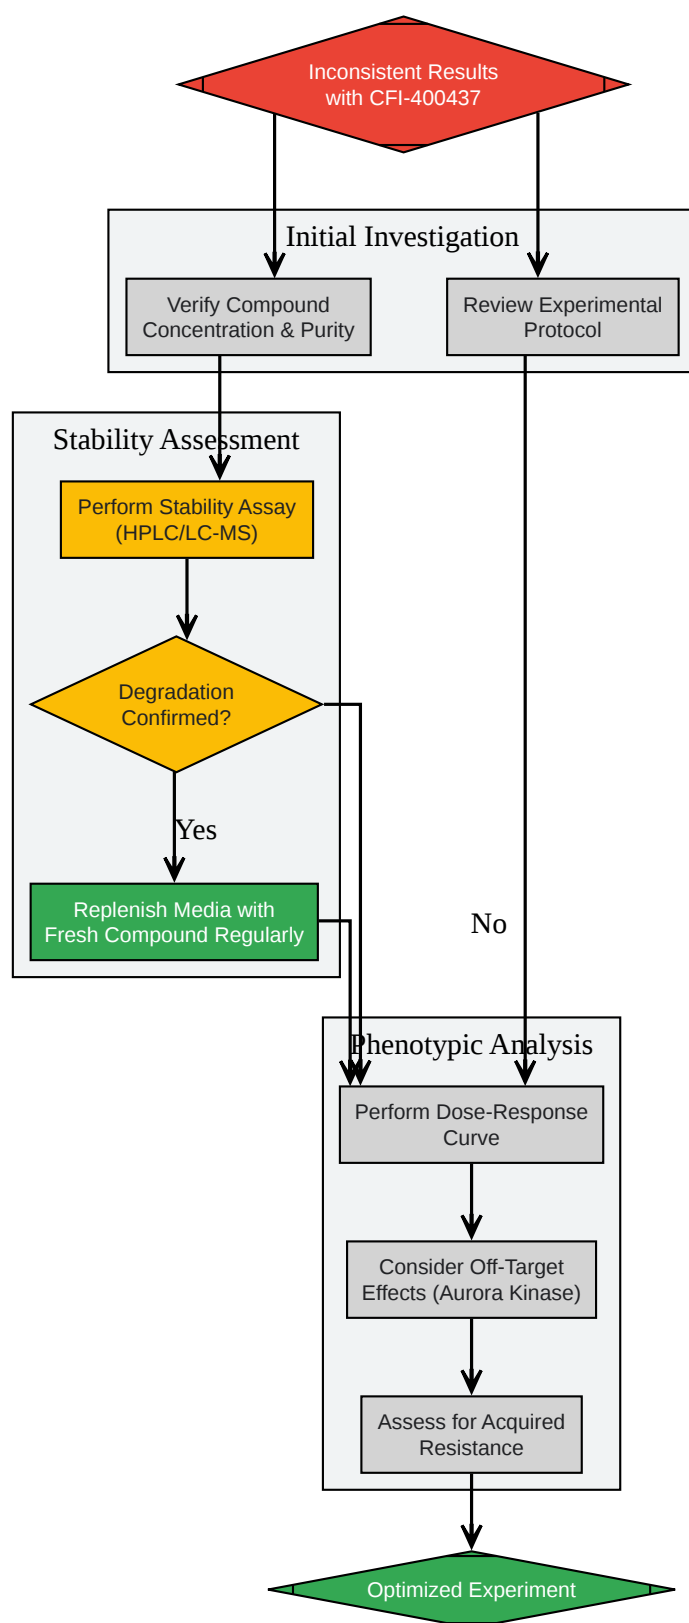 Inconsistent Results
with CFI-400437
Initial Investigation
Verify Compound
Concentration & Purity
Review Experimental
Protocol
Stability Assessment
Perform Stability Assay
(HPLC/LC-MS)
Degradation
Confirmed?
Yes
Replenish Media with
Fresh Compound Regularly
No
Phenotypic Analysis
Perform Dose-Response
Curve
Consider Off-Target
Effects (Aurora Kinase)
Assess for Acquired
Resistance
Optimized Experiment